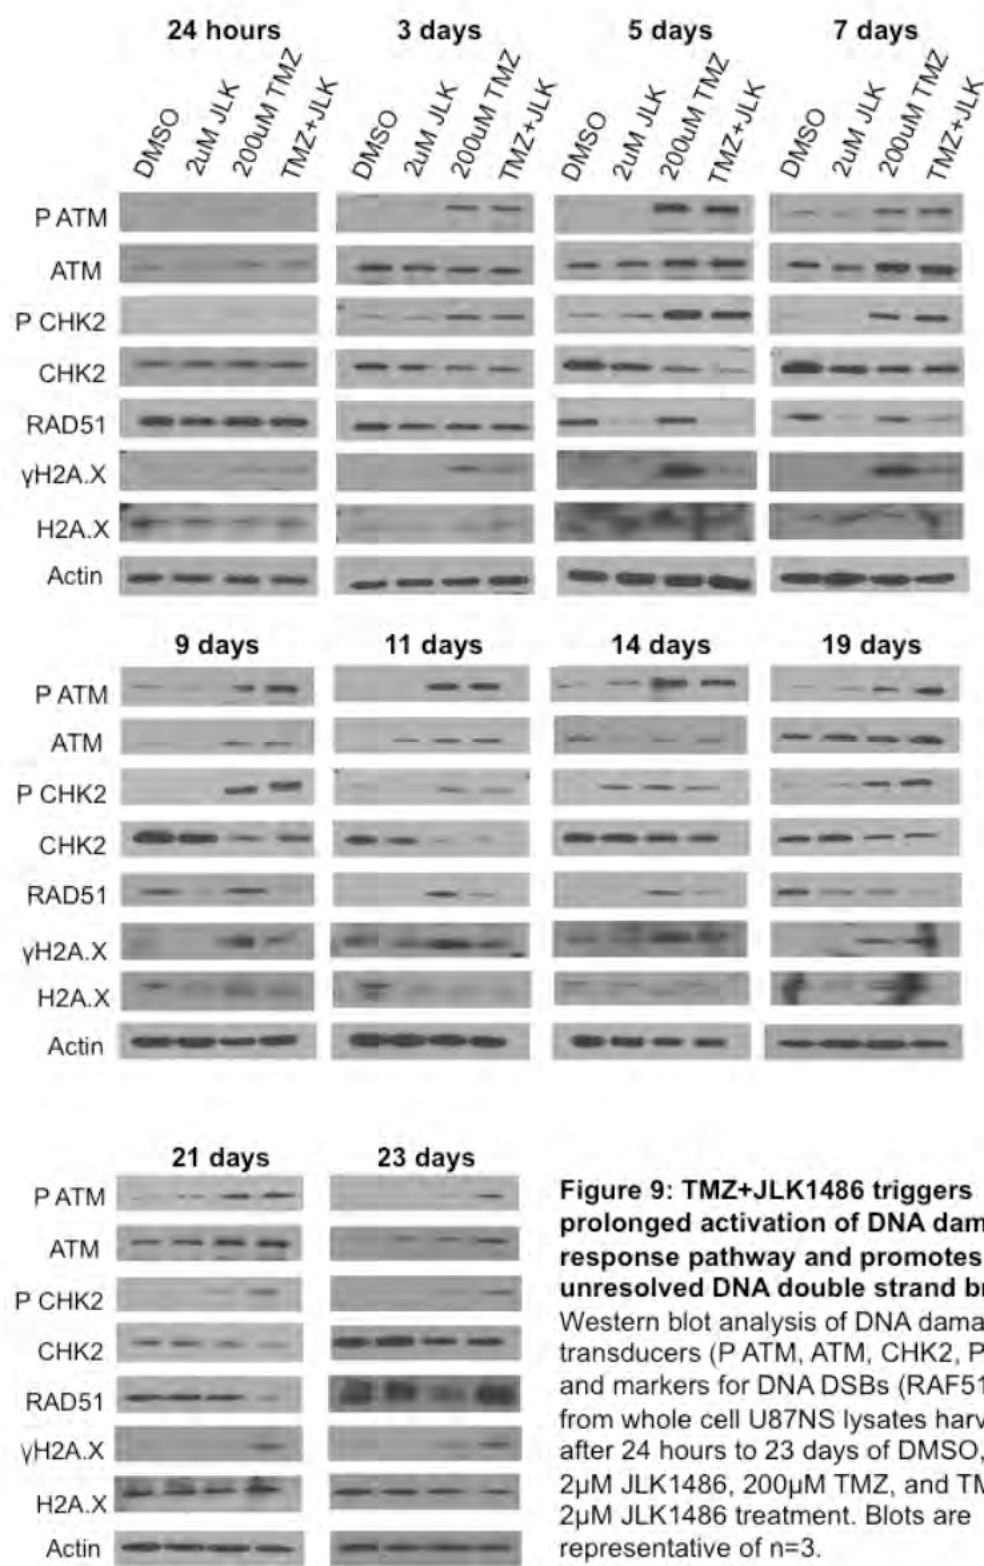 24 hours 3 days 5 days 7 days
DMSO 2uM JLK 200uM TMZ TMZ+JLK DMSO 2uM JLK 200uM TMZ TMZ+JLK DMSO 2uM JLK 200uM TMZ TMZ+JLK DMSO 2uM JLK 200uM TMZ TMZ+JLK
P ATM
ATM
P CHK2
CHK2
RAD51
γH2A.X
H2A.X
Actin
9 days 11 days 14 days 19 days
P ATM
ATM
P CHK2
CHK2
RAD51
γH2A.X
H2A.X
Actin
21 days 23 days
P ATM
ATM
P CHK2
CHK2
RAD51
γH2A.X
H2A.X
Actin
Figure 9: TMZ+JLK1486 triggers
prolonged activation of DNA dam
response pathway and promotes
unresolved DNA double strand br
Western blot analysis of DNA dama
transducers (P ATM, ATM, CHK2, P
and markers for DNA DSBs (RAF51
from whole cell U87NS lysates harv
after 24 hours to 23 days of DMSO,
2μM JLK1486, 200μM TMZ, and TM
2μM JLK1486 treatment. Blots are
representative of n=3.